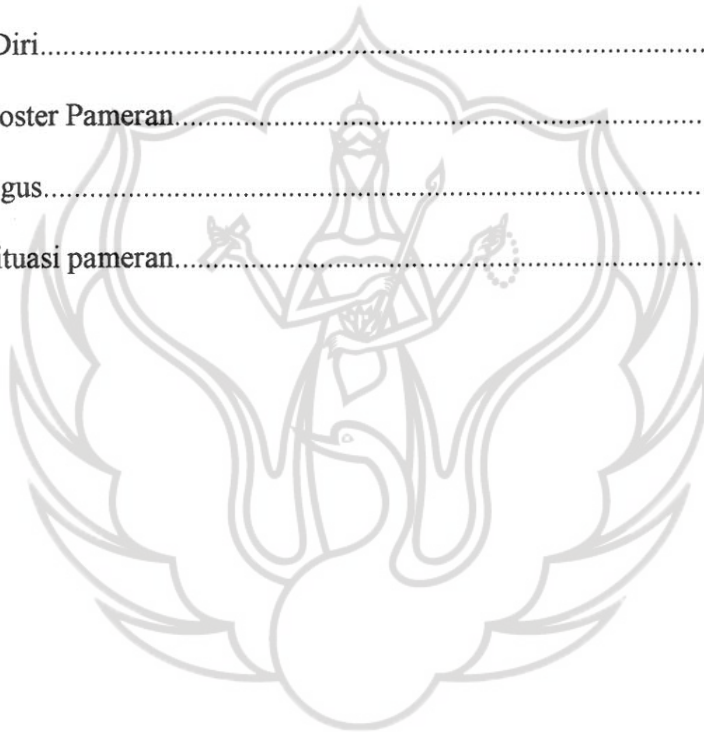 Diri....................................................................................................
oster Pameran................................................................................
gus....................................................................................................
ituasi pameran................................................................................